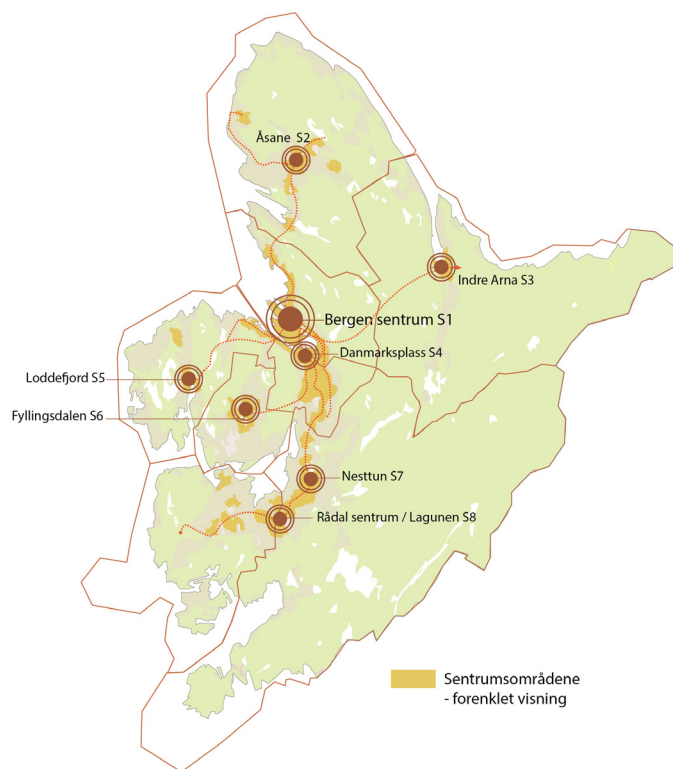 Åsane S2
Indre Arna S3
Bergen sentrum S1
Danmarksplass S4
Loddefjord S5
Fyllingsdalen S6
Nesttun S7
Rådal sentrum / Lagunen S8
Sentrumsområdene
- forenklet visning